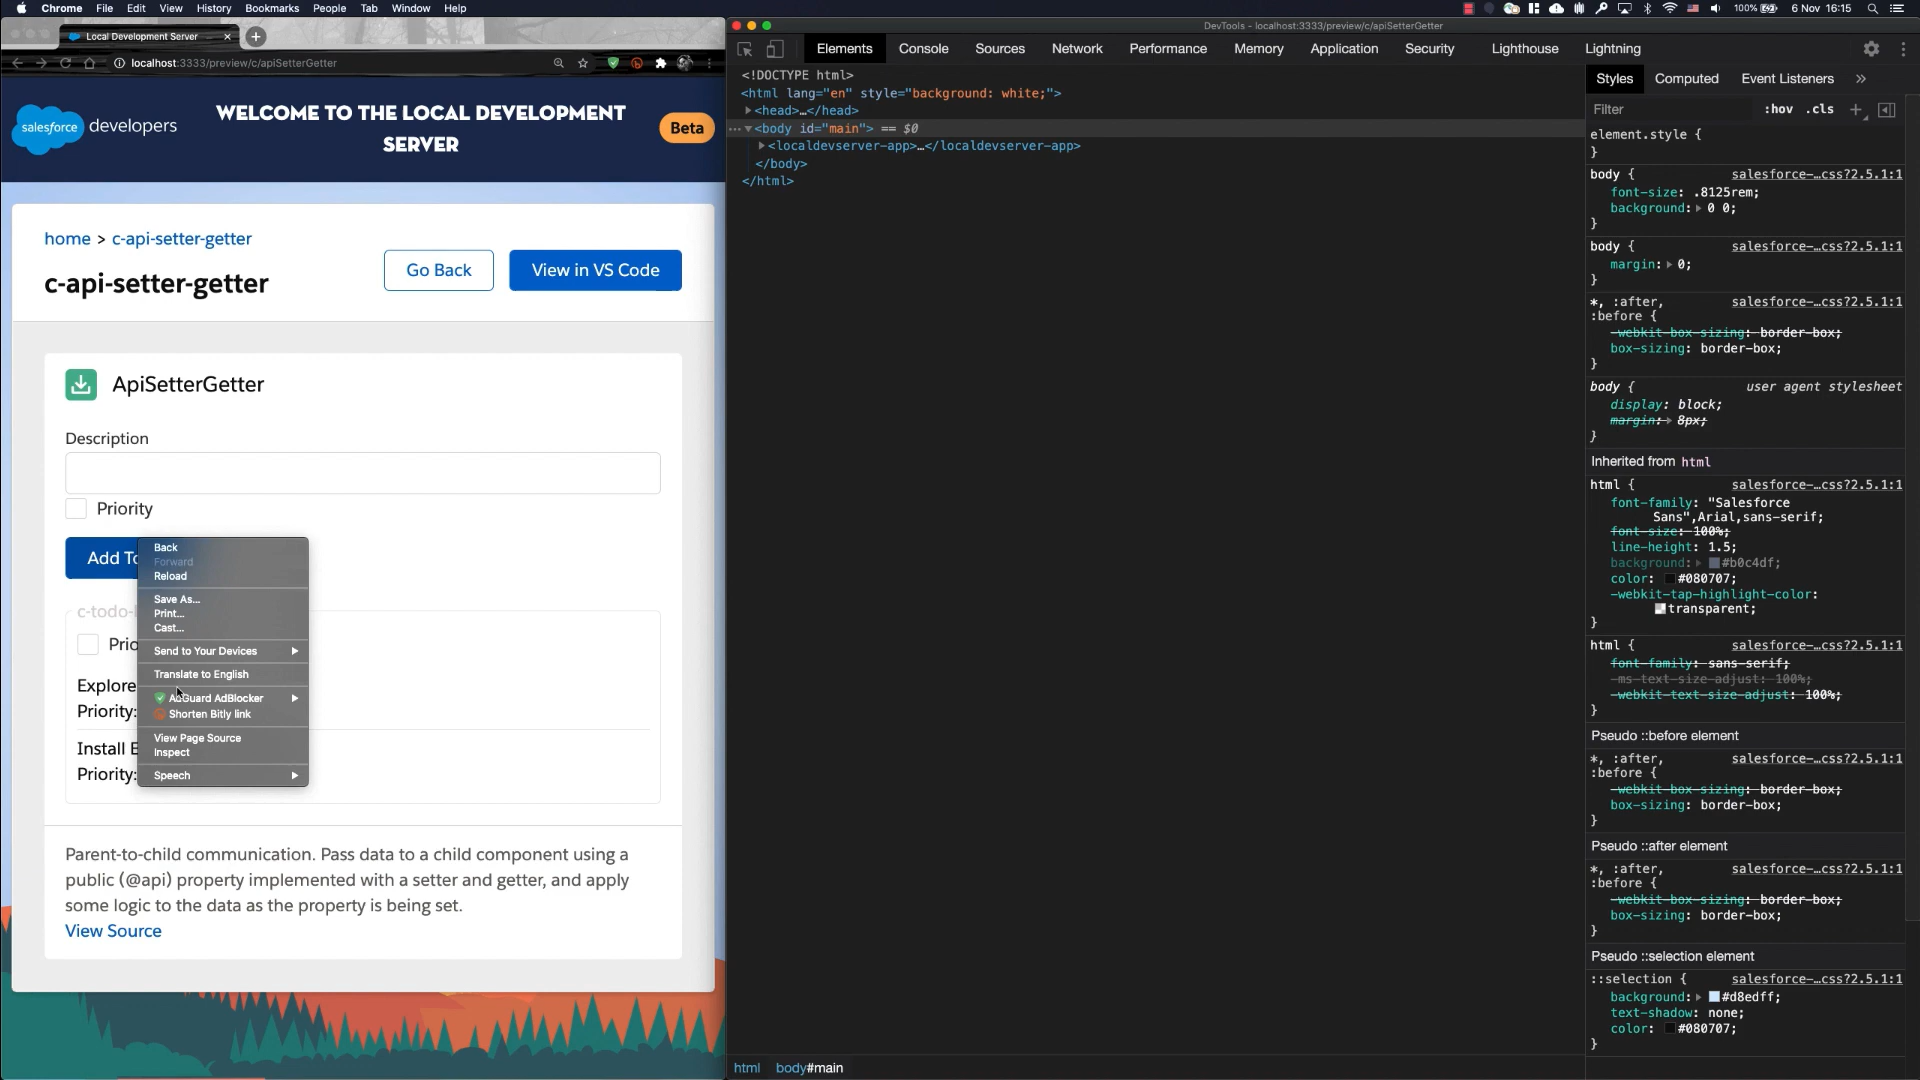 Chrome File Edit View History Bookmarks People Tab Window Help
100% 6 Nov 16:15
Local Development Server
localhost:3333/preview/c/apiSetterGetter
salesforce developers
WELCOME TO THE LOCAL DEVELOPMENT
SERVER
Beta
home > c-api-setter-getter
c-api-setter-getter
Go Back
View in VS Code
ApiSetterGetter
Description
Priority
Add To
c-todo-l
Prio
Explore
Priority:
Install E
Priority:
Back
Forward
Reload
Save As...
Print...
Cast...
Send to Your Devices
Translate to English
AdGuard AdBlocker
Shorten Bitly link
View Page Source
Inspect
Speech
Parent-to-child communication. Pass data to a child component using a
public (@api) property implemented with a setter and getter, and apply
some logic to the data as the property is being set.
View Source
DevTools - localhost:3333/preview/c/apiSetterGetter
Elements Console Sources Network Performance Memory Application Security Lighthouse Lightning
<!DOCTYPE html>
<html lang="en" style="background: white;">
<head>…</head>
<body id="main"> == $0
<localdevserver-app>…</localdevserver-app>
</body>
</html>
html body#main
Styles Computed Event Listeners »
Filter :hov .cls +
element.style {
}
body { salesforce-…css?2.5.1:1
font-size: .8125rem;
background: 0 0;
}
body { salesforce-…css?2.5.1:1
margin: 0;
}
*, :after, salesforce-…css?2.5.1:1
:before {
-webkit-box-sizing: border-box;
box-sizing: border-box;
}
body { user agent stylesheet
display: block;
margin: 8px;
}
Inherited from html
html { salesforce-…css?2.5.1:1
font-family: "Salesforce
Sans",Arial,sans-serif;
font-size: 100%;
line-height: 1.5;
background: #b0c4df;
color: #080707;
-webkit-tap-highlight-color:
transparent;
}
html { salesforce-…css?2.5.1:1
font-family: sans-serif;
-ms-text-size-adjust: 100%;
-webkit-text-size-adjust: 100%;
}
Pseudo ::before element
*, :after, salesforce-…css?2.5.1:1
:before {
-webkit-box-sizing: border-box;
box-sizing: border-box;
}
Pseudo ::after element
*, :after, salesforce-…css?2.5.1:1
:before {
-webkit-box-sizing: border-box;
box-sizing: border-box;
}
Pseudo ::selection element
::selection { salesforce-…css?2.5.1:1
background: #d8edff;
text-shadow: none;
color: #080707;
}